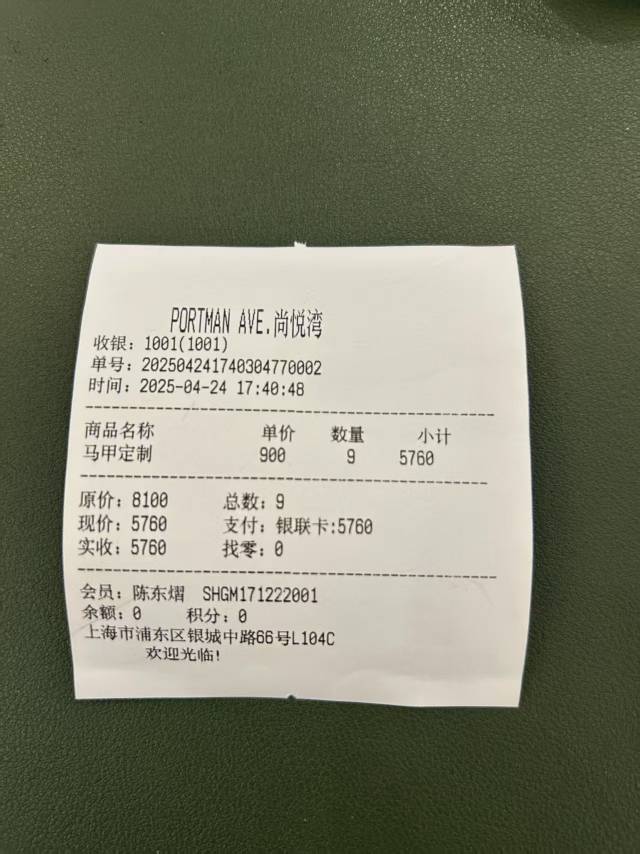 PORTMAN AVE.尚悦湾
收银：1001(1001)
单号：202504241740304770002
时间：2025-04-24 17:40:48
商品名称 单价 数量 小计
马甲定制 900 9 5760
原价：8100 总数：9
现价：5760 支付：银联卡:5760
实收：5760 找零：0
会员：陈东熠 SHGM171222001
余额：0 积分：0
上海市浦东区银城中路66号L104C
欢迎光临！